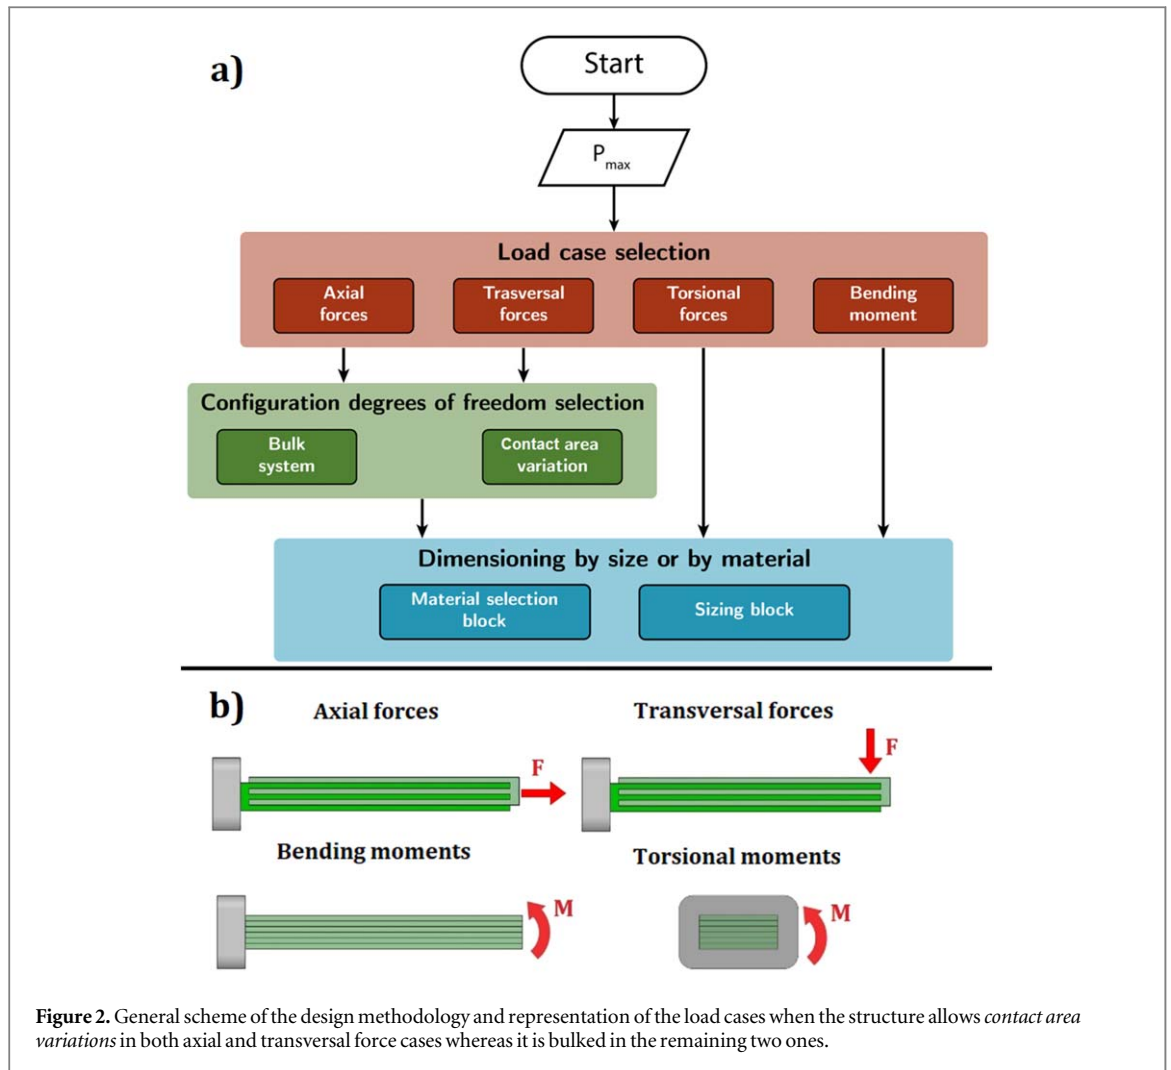 a)
Start
P_max
Load case selection
Axial
forces
Trasversal
forces
Torsional
forces
Bending
moment
Configuration degrees of freedom selection
Bulk
system
Contact area
variation
Dimensioning by size or by material
Material selection
block
Sizing block
b)
Axial forces
Transversal forces
F
F
Bending moments
Torsional moments
M
M
Figure 2. General scheme of the design methodology and representation of the load cases when the structure allows contact area
variations in both axial and transversal force cases whereas it is bulked in the remaining two ones.